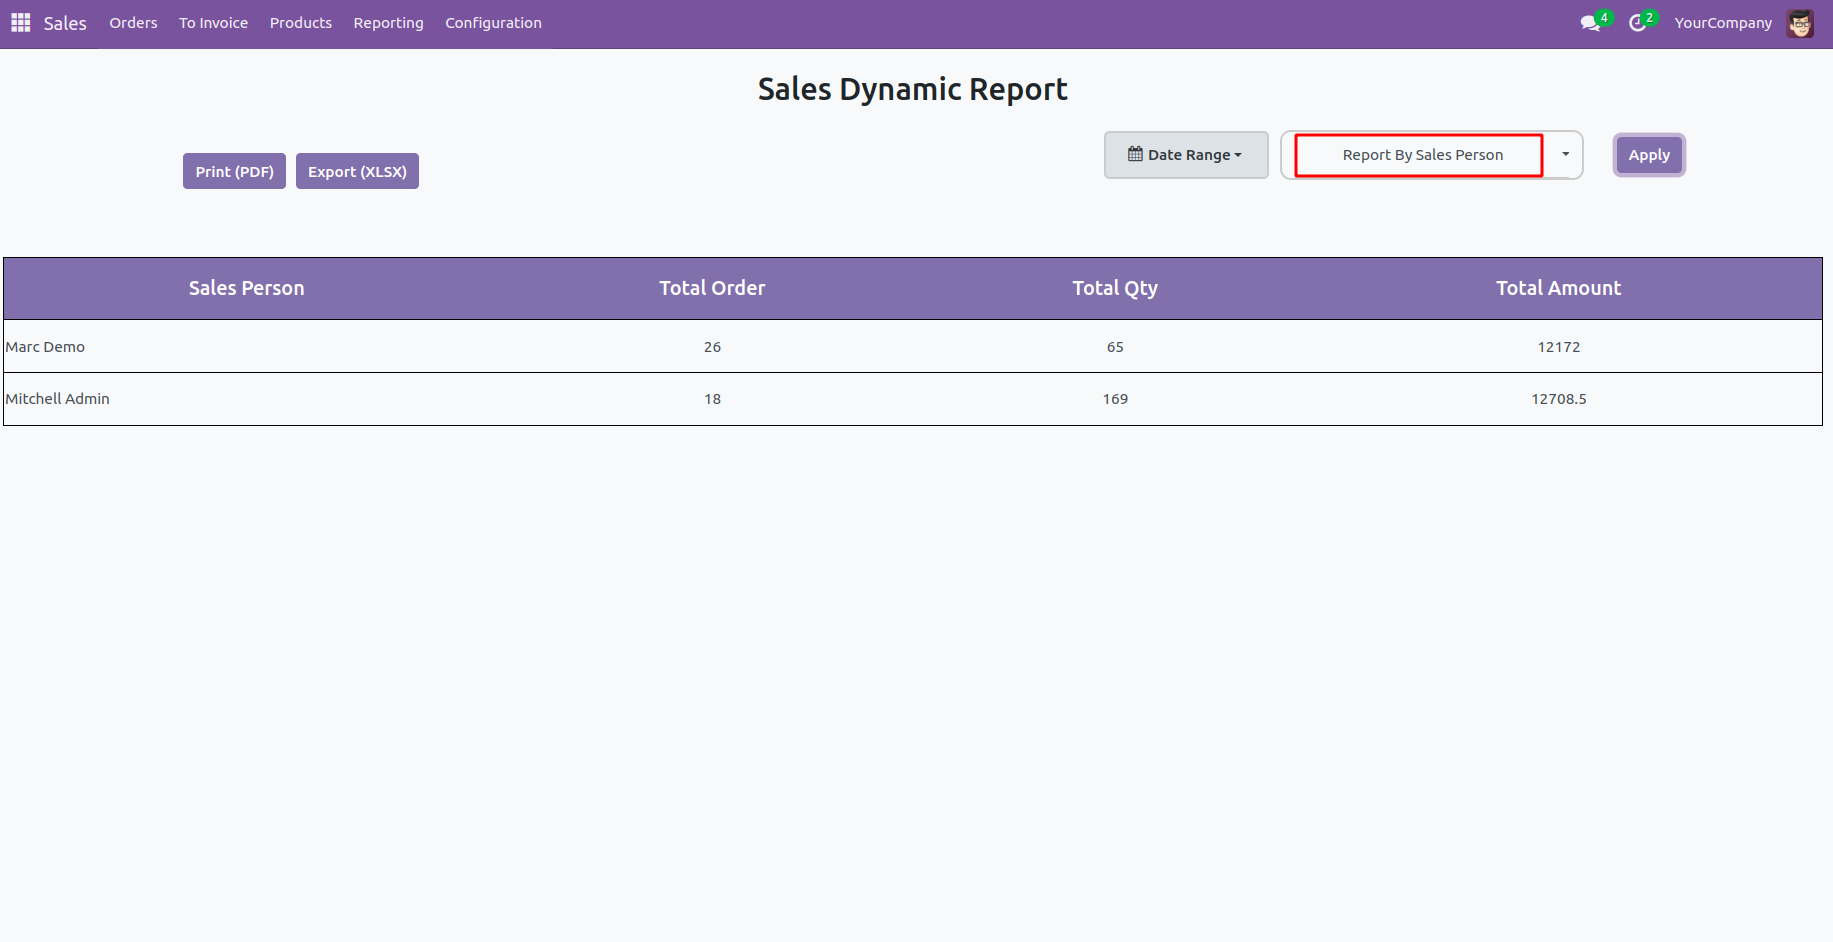 Sales Orders To Invoice Products Reporting Configuration 4 2 YourCompany
Sales Dynamic Report
Print (PDF) Export (XLSX) Date Range Report By Sales Person Apply
Sales Person Total Order Total Qty Total Amount
Marc Demo 26 65 12172
Mitchell Admin 18 169 12708.5